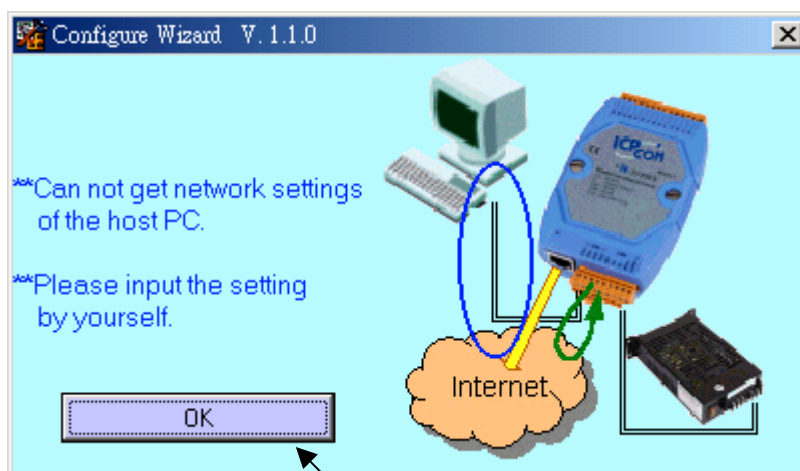 Configure Wizard V. 1.1.0
**Can not get network settings
of the host PC.
**Please input the setting
by yourself.
OK
ICP
CON
Internet